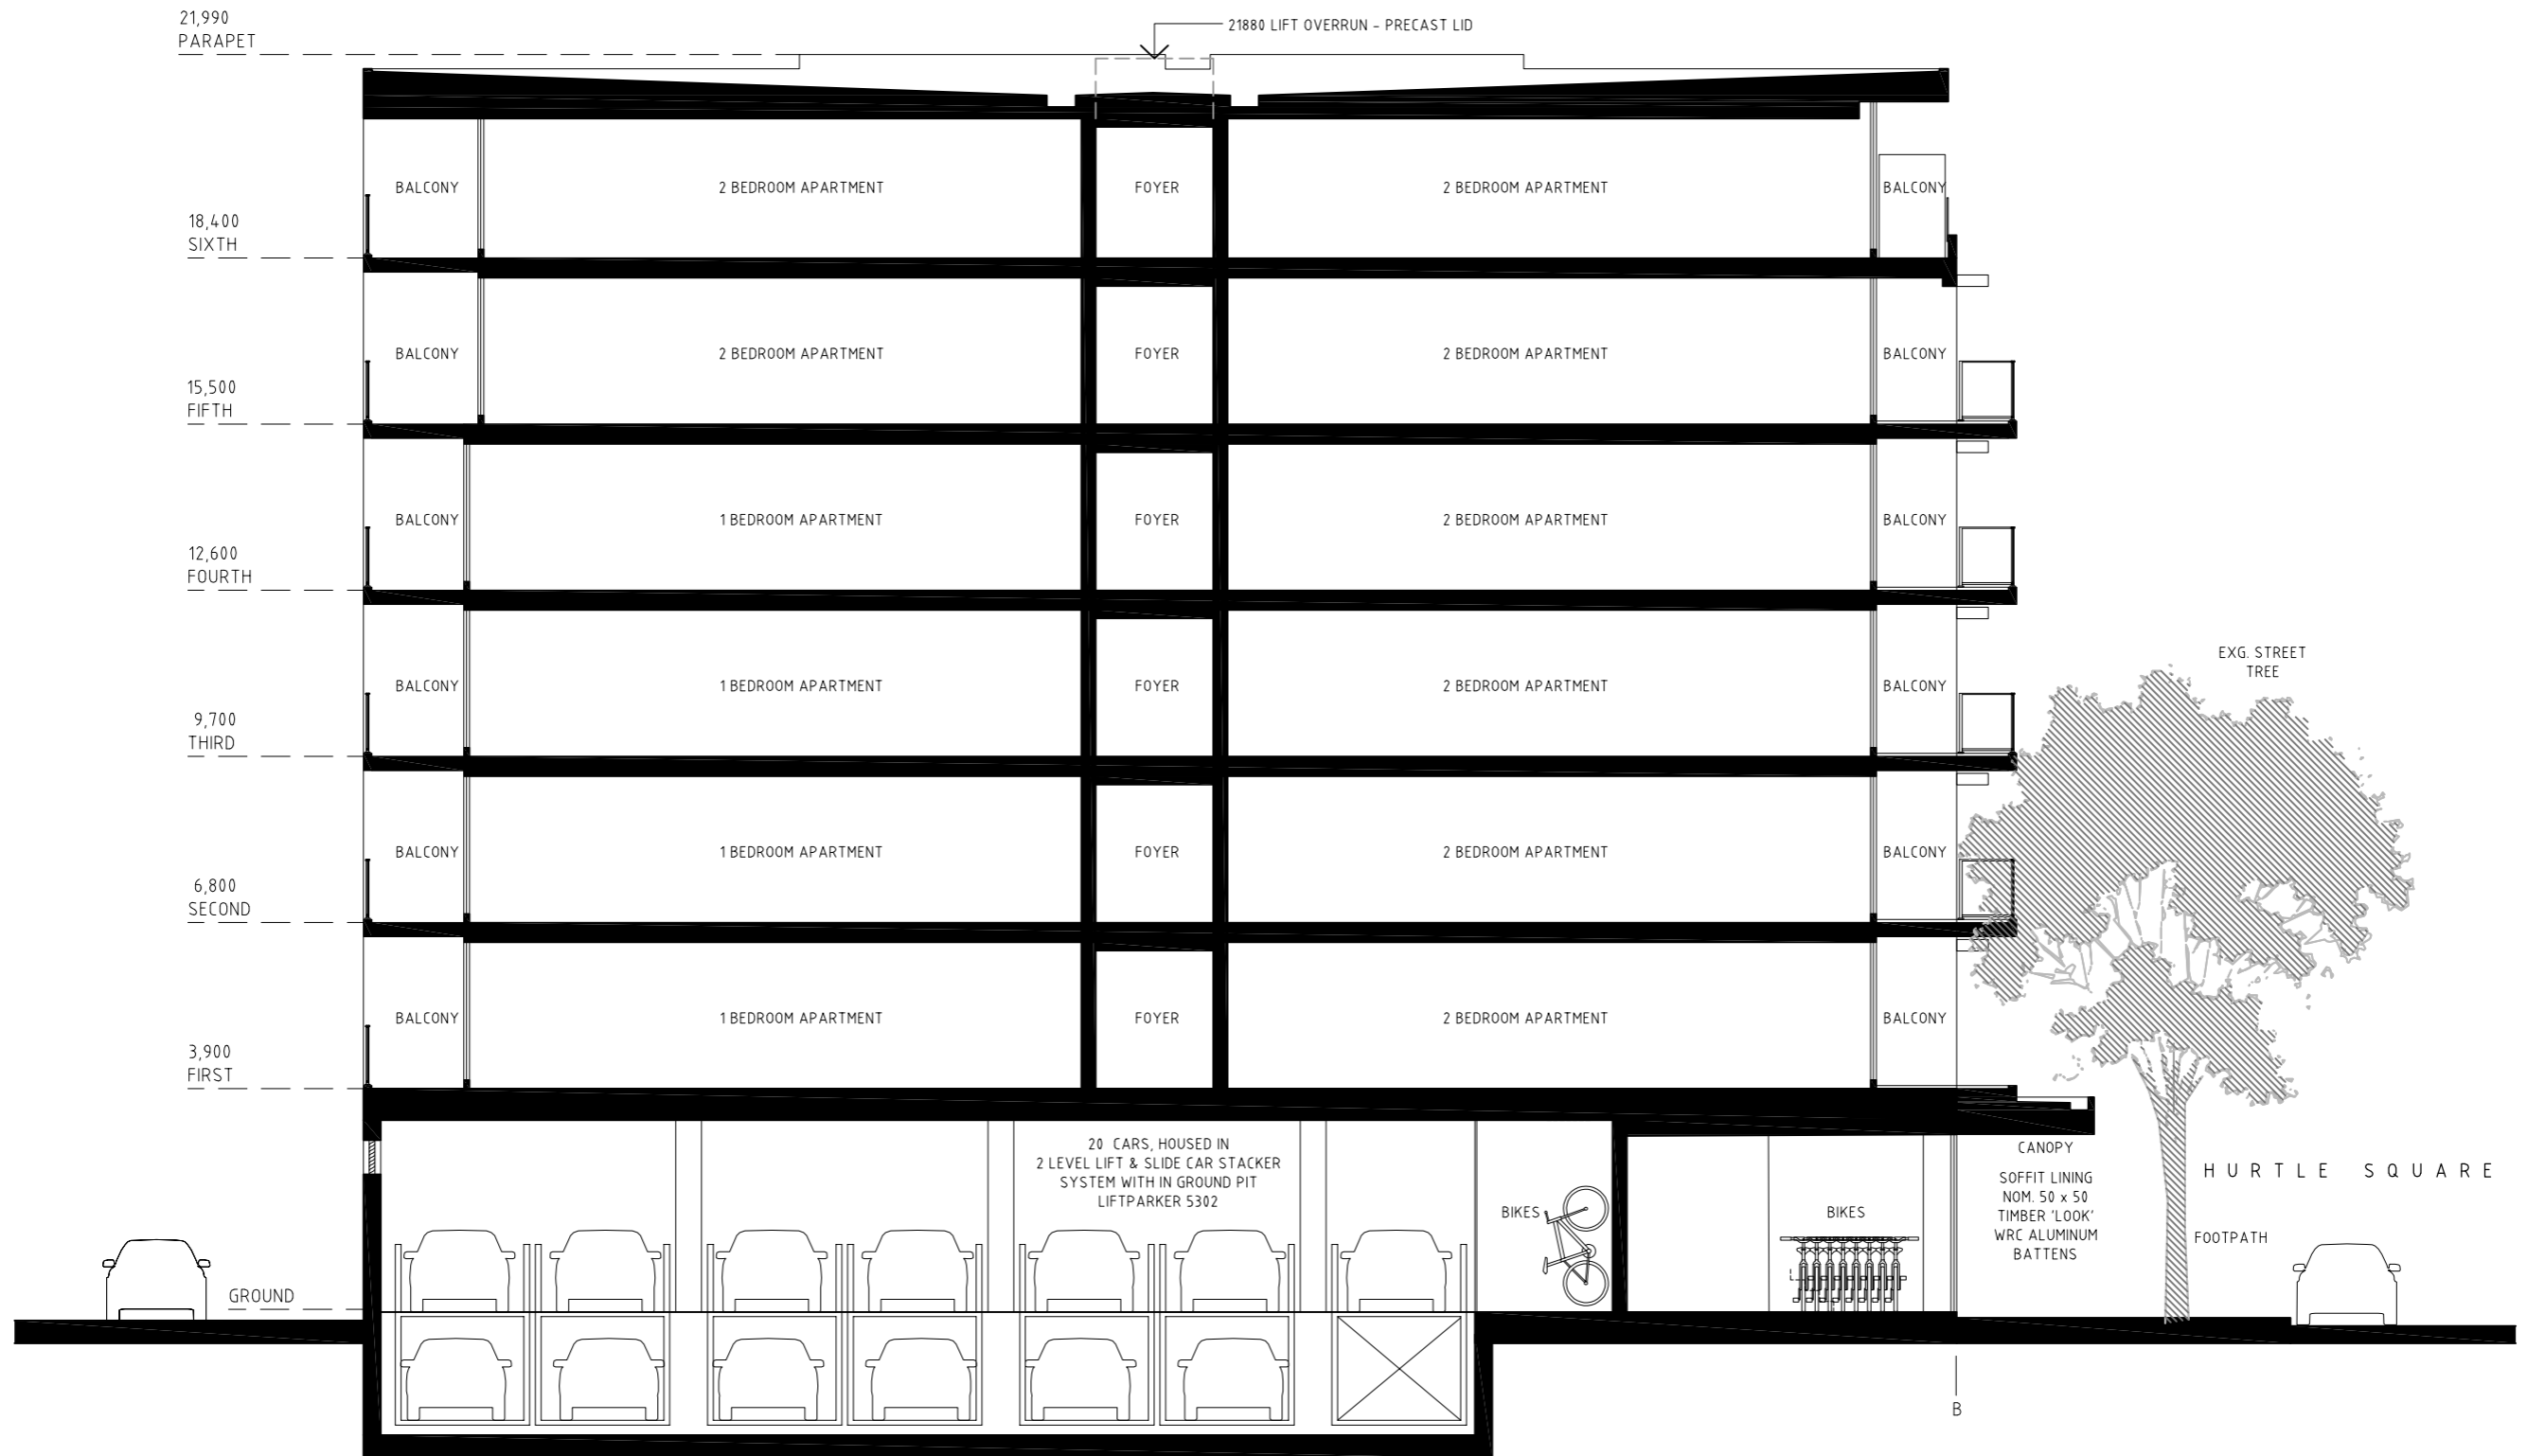 21,990
PARAPET
21880 LIFT OVERRUN - PRECAST LID
BALCONY
2 BEDROOM APARTMENT
FOYER
2 BEDROOM APARTMENT
BALCONY
18,400
SIXTH
BALCONY
2 BEDROOM APARTMENT
FOYER
2 BEDROOM APARTMENT
BALCONY
15,500
FIFTH
BALCONY
1 BEDROOM APARTMENT
FOYER
2 BEDROOM APARTMENT
BALCONY
12,600
FOURTH
BALCONY
1 BEDROOM APARTMENT
FOYER
2 BEDROOM APARTMENT
BALCONY
EXG. STREET
TREE
9,700
THIRD
BALCONY
1 BEDROOM APARTMENT
FOYER
2 BEDROOM APARTMENT
BALCONY
6,800
SECOND
BALCONY
1 BEDROOM APARTMENT
FOYER
2 BEDROOM APARTMENT
BALCONY
3,900
FIRST
20 CARS, HOUSED IN
2 LEVEL LIFT & SLIDE CAR STACKER
SYSTEM WITH IN GROUND PIT
LIFTPARKER 5302
BIKES
BIKES
CANOPY
SOFFIT LINING
NOM. 50 x 50
TIMBER 'LOOK'
WRC ALUMINUM
BATTENS
HURTLE SQUARE
FOOTPATH
GROUND
B